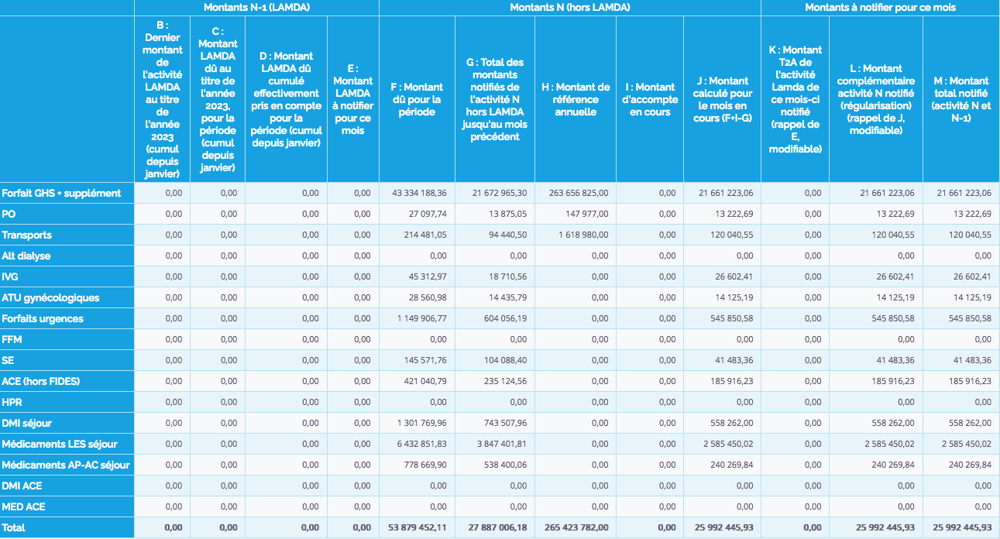 Montants N-1 (LAMDA) Montants N (hors LAMDA) Montants à notifier pour ce mois
B :
Dernier
montant
de
l'activité
LAMDA
au titre
de
l'année
2023
(cumul
depuis
janvier)
C :
Montant
LAMDA
dû au
titre de
l'année
2023,
pour la
période
(cumul
depuis
janvier)
D : Montant
LAMDA dû
cumulé
effectivement
pris en compte
pour la
période (cumul
depuis janvier)
E :
Montant
LAMDA
à notifier
pour ce
mois
F : Montant
dû pour la
période
G : Total des
montants
notifiés de
l'activité N
hors LAMDA
jusqu'au mois
précédent
H : Montant de
référence
annuelle
I : Montant
d'accompte
en cours
J : Montant
calculé pour
le mois en
cours (F+I-G)
K : Montant
T2A de
l'activité
Lamda de
ce mois-ci
notifié
(rappel de
E,
modifiable)
L : Montant
complémentaire
activité N notifié
(régularisation)
(rappel de J,
modifiable)
M : Montant
total notifié
(activité N et
N-1)
Forfait GHS + supplément 0,00 0,00 0,00 0,00 43 334 188,36 21 672 965,30 263 656 825,00 0,00 21 661 223,06 0,00 21 661 223,06 21 661 223,06
PO 0,00 0,00 0,00 0,00 27 097,74 13 875,05 147 977,00 0,00 13 222,69 0,00 13 222,69 13 222,69
Transports 0,00 0,00 0,00 0,00 214 481,05 94 440,50 1 618 980,00 0,00 120 040,55 0,00 120 040,55 120 040,55
Alt dialyse 0,00 0,00 0,00 0,00 0,00 0,00 0,00 0,00 0,00 0,00 0,00 0,00
IVG 0,00 0,00 0,00 0,00 45 312,97 18 710,56 0,00 0,00 26 602,41 0,00 26 602,41 26 602,41
ATU gynécologiques 0,00 0,00 0,00 0,00 28 560,98 14 435,79 0,00 0,00 14 125,19 0,00 14 125,19 14 125,19
Forfaits urgences 0,00 0,00 0,00 0,00 1 149 906,77 604 056,19 0,00 0,00 545 850,58 0,00 545 850,58 545 850,58
FFM 0,00 0,00 0,00 0,00 0,00 0,00 0,00 0,00 0,00 0,00 0,00 0,00
SE 0,00 0,00 0,00 0,00 145 571,76 104 088,40 0,00 0,00 41 483,36 0,00 41 483,36 41 483,36
ACE (hors FIDES) 0,00 0,00 0,00 0,00 421 040,79 235 124,56 0,00 0,00 185 916,23 0,00 185 916,23 185 916,23
HPR 0,00 0,00 0,00 0,00 0,00 0,00 0,00 0,00 0,00 0,00 0,00 0,00
DMI séjour 0,00 0,00 0,00 0,00 1 301 769,96 743 507,96 0,00 0,00 558 262,00 0,00 558 262,00 558 262,00
Médicaments LES séjour 0,00 0,00 0,00 0,00 6 432 851,83 3 847 401,81 0,00 0,00 2 585 450,02 0,00 2 585 450,02 2 585 450,02
Médicaments AP-AC séjour 0,00 0,00 0,00 0,00 778 669,90 538 400,06 0,00 0,00 240 269,84 0,00 240 269,84 240 269,84
DMI ACE 0,00 0,00 0,00 0,00 0,00 0,00 0,00 0,00 0,00 0,00 0,00 0,00
MED ACE 0,00 0,00 0,00 0,00 0,00 0,00 0,00 0,00 0,00 0,00 0,00 0,00
Total 0,00 0,00 0,00 0,00 53 879 452,11 27 887 006,18 265 423 782,00 0,00 25 992 445,93 0,00 25 992 445,93 25 992 445,93